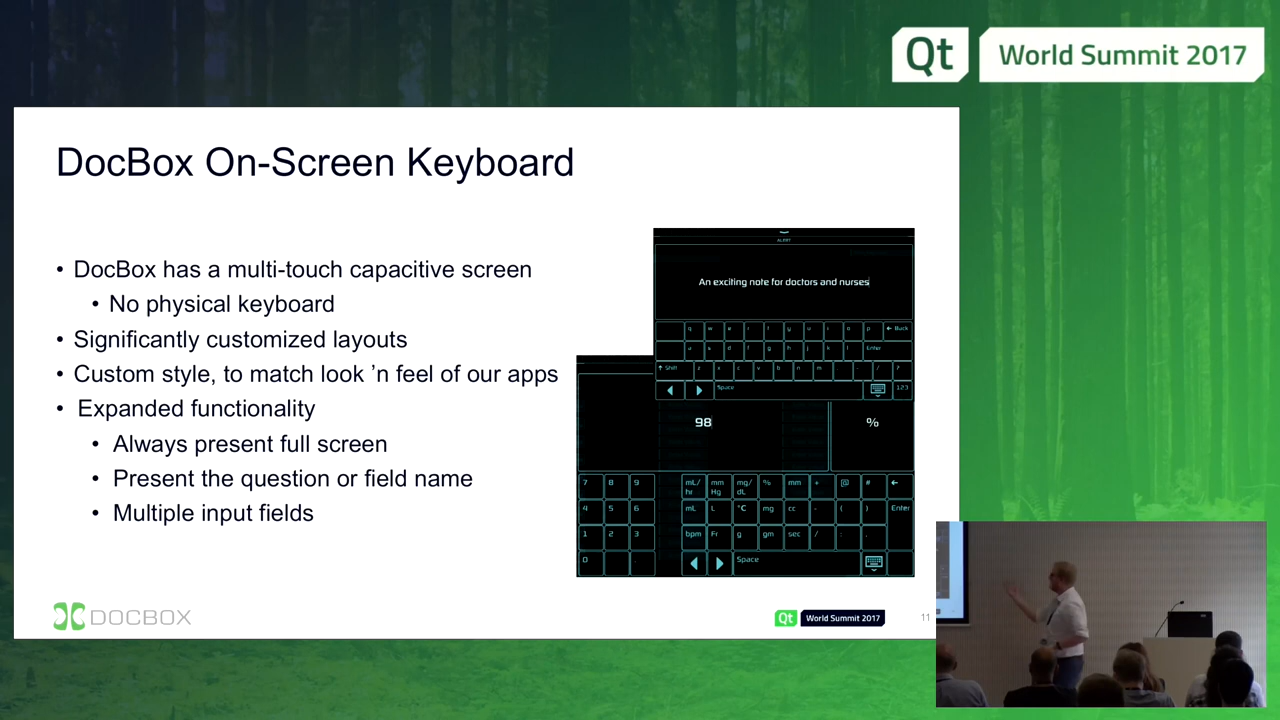 Qt World Summit 2017
DocBox On-Screen Keyboard
• DocBox has a multi-touch capacitive screen
• No physical keyboard
• Significantly customized layouts
• Custom style, to match look ’n feel of our apps
• Expanded functionality
• Always present full screen
• Present the question or field name
• Multiple input fields
ALERT
An exciting note for doctors and nurses
q w e r t y u i o p ← Back
a s d f g h j k l Enter
↑ Shift z x c v b n m . - / ?
Space 123
98 %
7 8 9 mL/hr mm Hg mg/dL % mm + @ # ←
4 5 6 mL L °C mg cc - ( ) Enter
1 2 3 bpm Fr g gm sec / : .
0 . Space
DOCBOX
Qt World Summit 2017
11